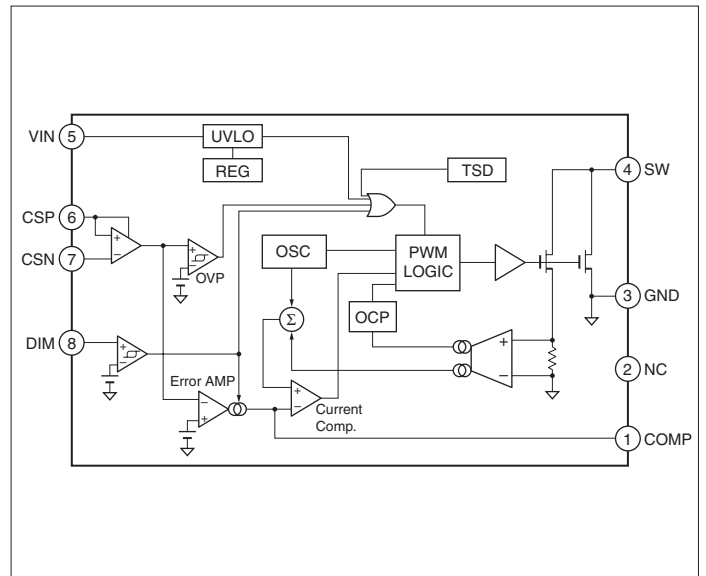 VIN 5 UVLO
REG
TSD
4 SW
CSP 6
CSN 7
+
−
+
−
OVP
OSC
PWM
LOGIC
OCP
3 GND
DIM 8
+
−
Σ
+
−
2 NC
Error AMP
−
+
+
−
Current
Comp.
1 COMP